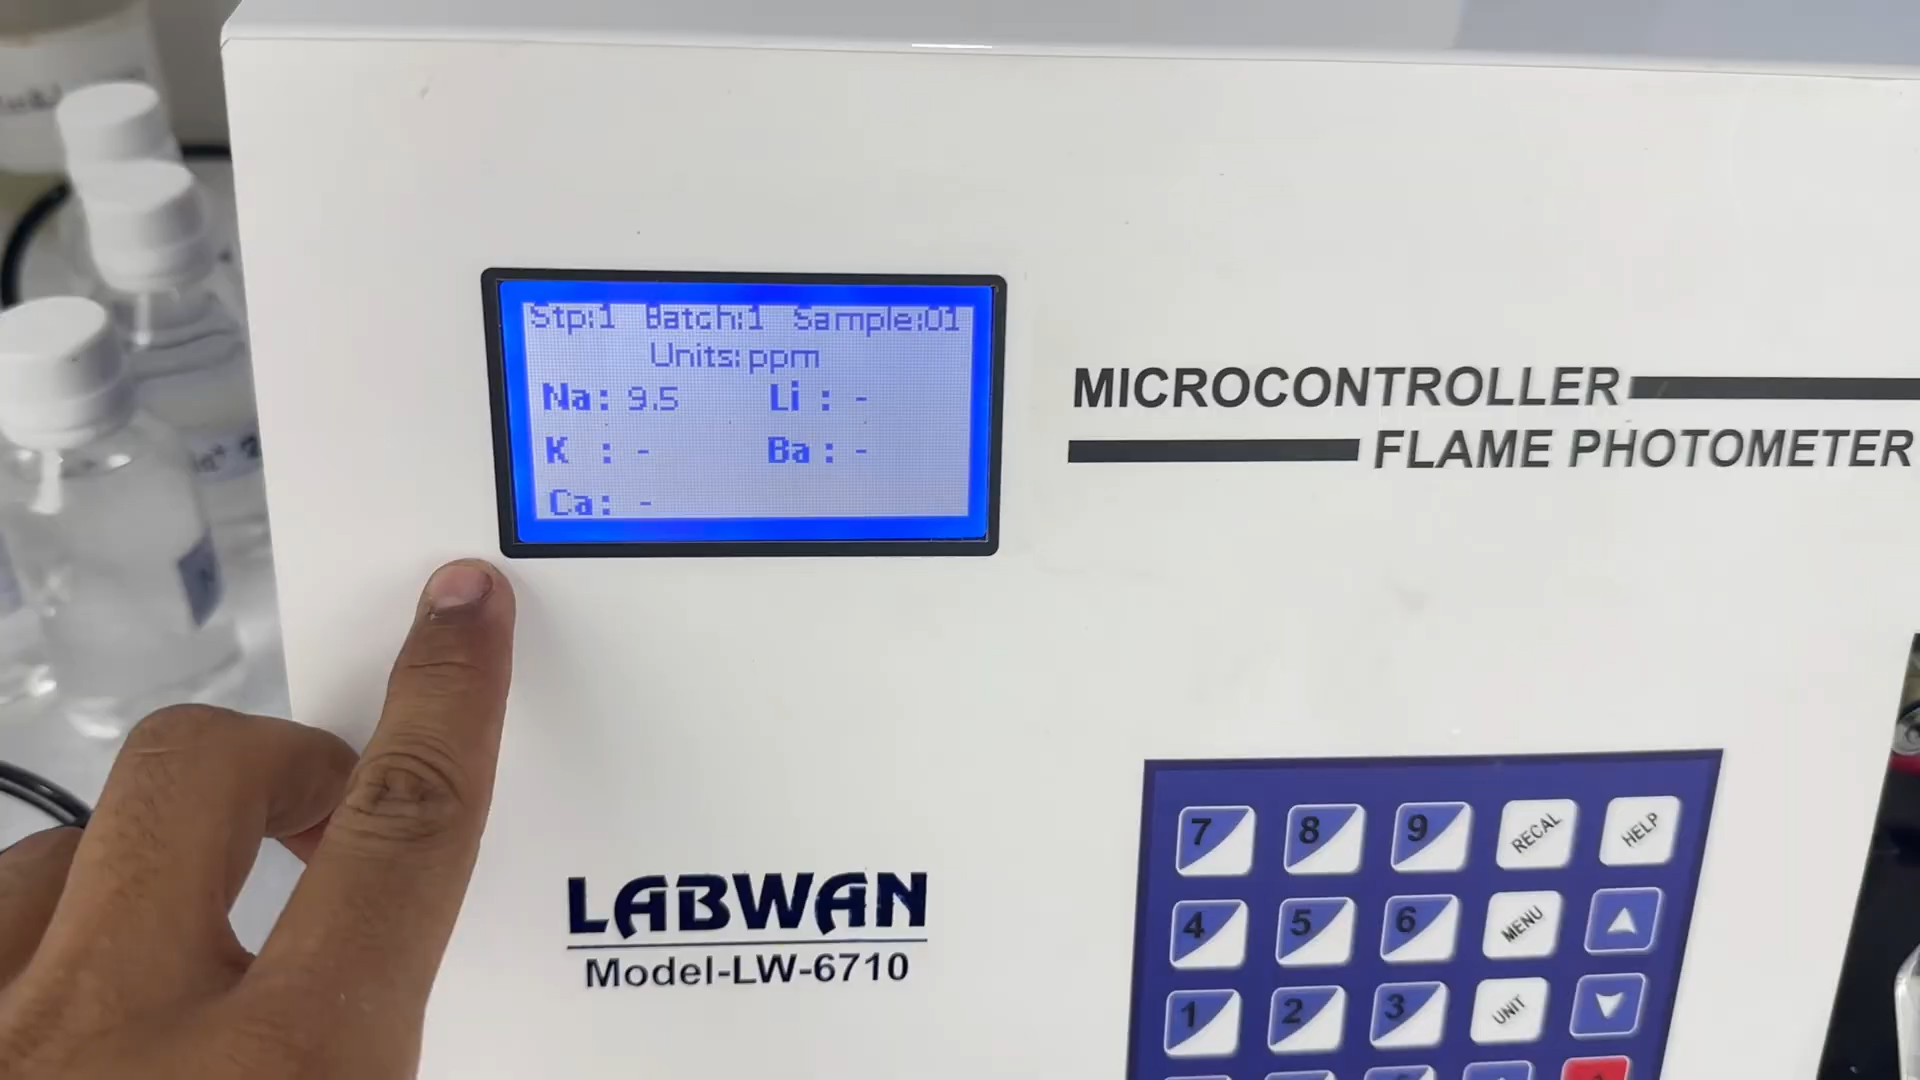 Stp:1 Batch:1 Sample:01
Units:ppm
Na: 9.5 Li : -
K : - Ba : -
Ca: -
MICROCONTROLLER
FLAME PHOTOMETER
LABWAN
Model-LW-6710
7 8 9 RECAL HELP
4 5 6 MENU
1 2 3 UNIT